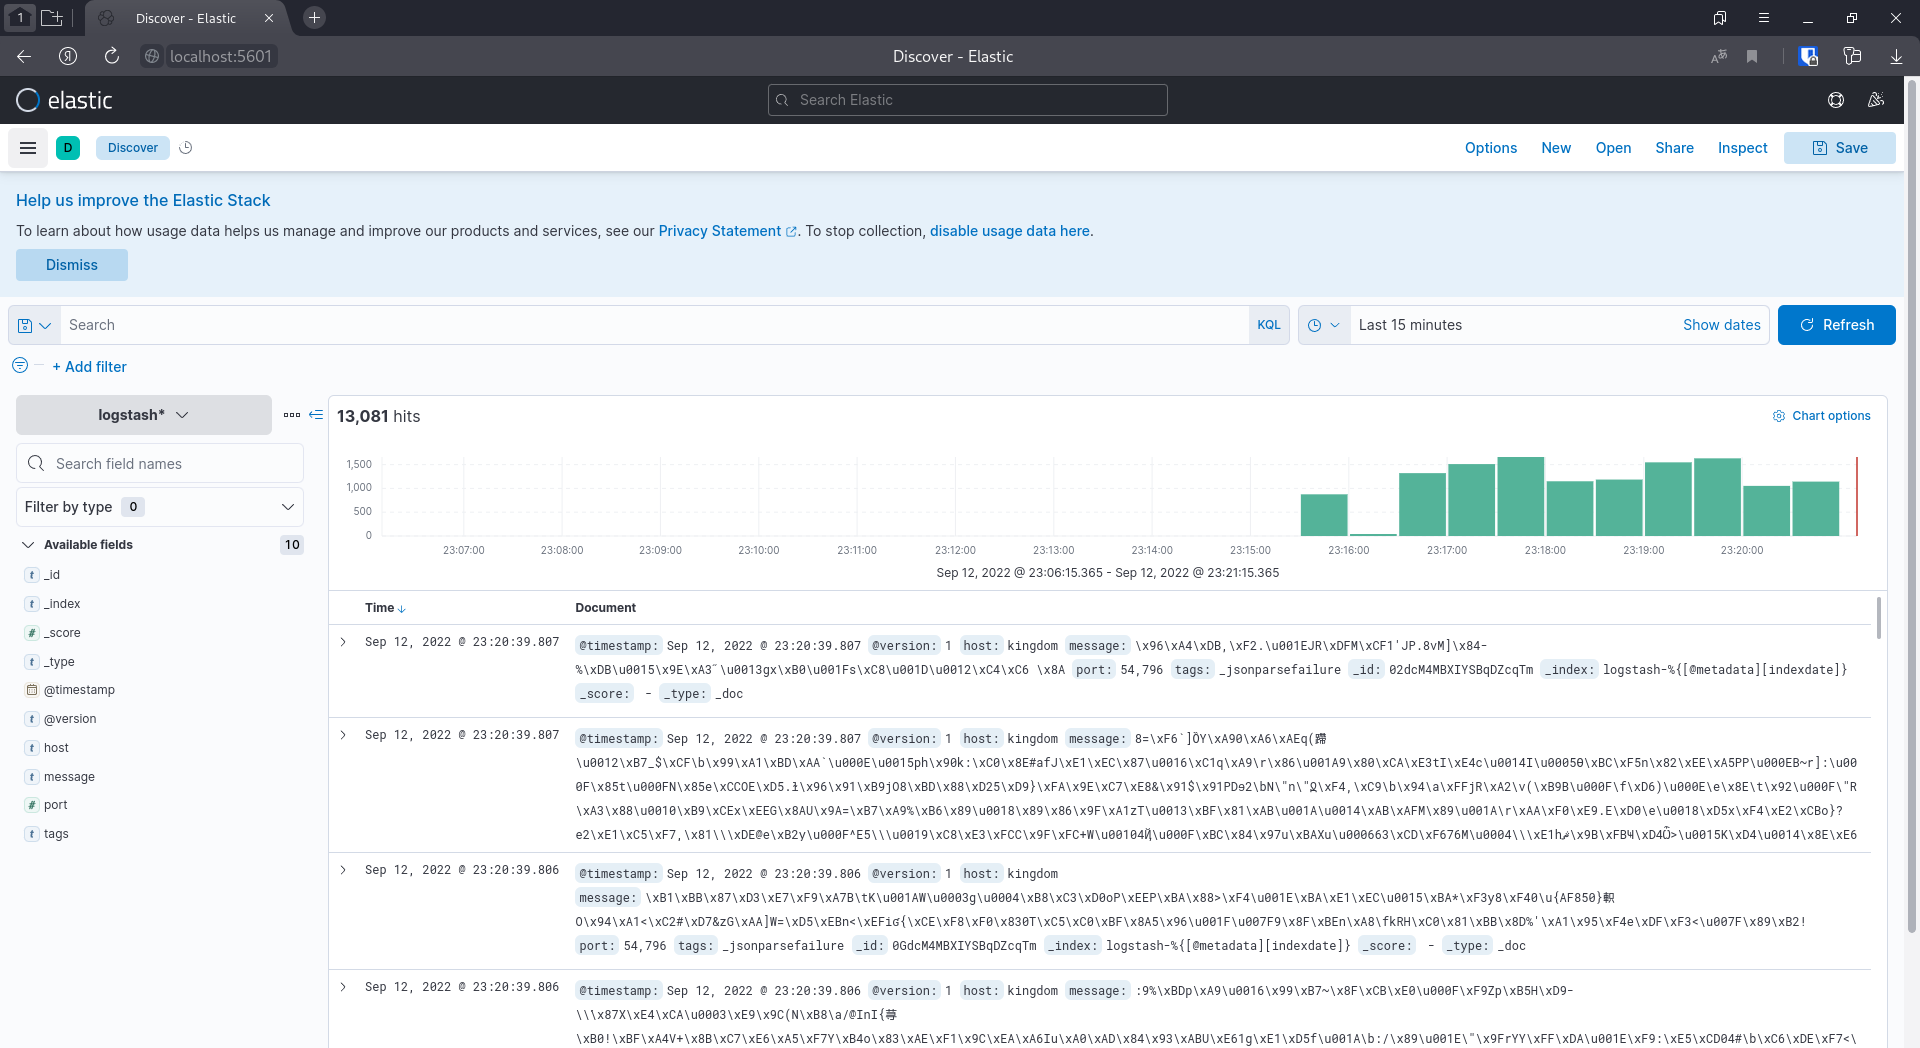 1
Discover - Elastic
localhost:5601
Discover - Elastic
elastic
Search Elastic
D
Discover
Options
New
Open
Share
Inspect
Save
Help us improve the Elastic Stack
To learn about how usage data helps us manage and improve our products and services, see our Privacy Statement. To stop collection, disable usage data here.
Dismiss
Search
KQL
Last 15 minutes
Show dates
Refresh
+ Add filter
logstash*
Search field names
Filter by type 0
Available fields 10
t _id
t _index
# _score
t _type
@timestamp
t @version
t host
t message
# port
t tags
13,081 hits
Chart options
1,500
1,000
500
0
23:07:00 23:08:00 23:09:00 23:10:00 23:11:00 23:12:00 23:13:00 23:14:00 23:15:00 23:16:00 23:17:00 23:18:00 23:19:00 23:20:00
Sep 12, 2022 @ 23:06:15.365 - Sep 12, 2022 @ 23:21:15.365
Time Document
Sep 12, 2022 @ 23:20:39.807
@timestamp: Sep 12, 2022 @ 23:20:39.807 @version: 1 host: kingdom message: \x96\xA4\xDB,\xF2.\u001EJR\xDFM\xCF1'JP.8vM]\x84-
%\xDB\u0015\x9E\xA3˝\u0013gx\xB0\u001Fs\xC8\u001D\u0012\xC4\xC6 \x8A port: 54,796 tags: _jsonparsefailure _id: 02dcM4MBXIYSBqDZcqTm _index: logstash-%{[@metadata][indexdate]}
_score: - _type: _doc
Sep 12, 2022 @ 23:20:39.807
@timestamp: Sep 12, 2022 @ 23:20:39.807 @version: 1 host: kingdom message:
\u0012\xB7_$\xCF\b\x99\xA1\xBD\xAA`\u000E\u0015ph\x90k:\xC0\x8E#afJ\xE1\xEC\x87\u0016\xC1q\xA9\r\x86\u001A9\x80\xCA\xE3tI\xE4c\u0014I\u00050\xBC\xF5n\x82\xEE\xA5PP\u000EB~r]:\u00
0F\x85t\u000FN\x85e\xCCOE\xD5.ł\x96\x91\xB9jO8\xBD\x88\xD25\xD9}\xFA\x9E\xC7\xE8&\x91$\x91PDɘ2\bN\"n\"Ω\xF4,\xC9\b\x94\a\xFFjR\xA2\v(\xB9B\u000F\f\xD6)\u000E\e\x8E\t\x92\u000F\"R
\xA3\x88\u0010\xB9\xCEx\xEEG\x8AU\x9A=\xB7\xA9%\xB6\x89\u0018\x89\x86\x9F\xA1zT\u0013\xBF\x81\xAB\u001A\u0014\xAB\xAFM\x89\u001A\r\xAA\xF0\xE9.E\xD0\e\u0018\xD5x\xF4\xE2\xCBo}?
e2\xE1\xC5\xF7,\x81\\\xDE@e\xB2y\u000F^E5\\\u0019\xC8\xE3\xFCC\x9F\xFC+W\u00104
Sep 12, 2022 @ 23:20:39.806
@timestamp: Sep 12, 2022 @ 23:20:39.806 @version: 1 host: kingdom
message: \xB1\xBB\x87\xD3\xE7\xF9\xA7B\tK\u001AW\u0003g\u0004\xB8\xC3\xD0oP\xEEP\xBA\x88>\xF4\u001E\xBA\xE1\xEC\u0015\xBA*\xF3y8\xF40\u{AF850}
O\x94\xA1<\xC2#\xD7&zG\xAA]W=\xD5\xEBn<\xEFiơ{\xCE\xF8\xF0\x830T\xC5\xC0\xBF\x8A5\x96\u001F\u007F9\x8F\xBEn\xA8\fkRH\xC0\x81\xBB\x8D%'\xA1\x95\xF4e\xDF\xF3<\u007F\x89\xB2!
port: 54,796 tags: _jsonparsefailure _id: 0GdcM4MBXIYSBqDZcqTm _index: logstash-%{[@metadata][indexdate]} _score: - _type: _doc
Sep 12, 2022 @ 23:20:39.806
@timestamp: Sep 12, 2022 @ 23:20:39.806 @version: 1 host: kingdom message: :9%\xBDp\xA9\u0016\x99\xB7~\x8F\xCB\xE0\u000F\xF9Zp\xB5H\xD9-
\\\x87X\xE4\xCA\u0003\xE9\x9C(N\xB8\a/@InI{
\xB0!\xBF\xA4V+\x8B\xC7\xE6\xA5\xF7Y\xB4o\x83\xAE\xF1\x9C\xEA\xA6Iu\xA0\xAD\x84\x93\xABU\xE61g\xE1\xD5f\u001A\b:/\x89\u001E\"\x9FrYY\xFF\xDA\u001E\xF9:\xE5\xCD04#\b\xC6\xDE\xF7<\